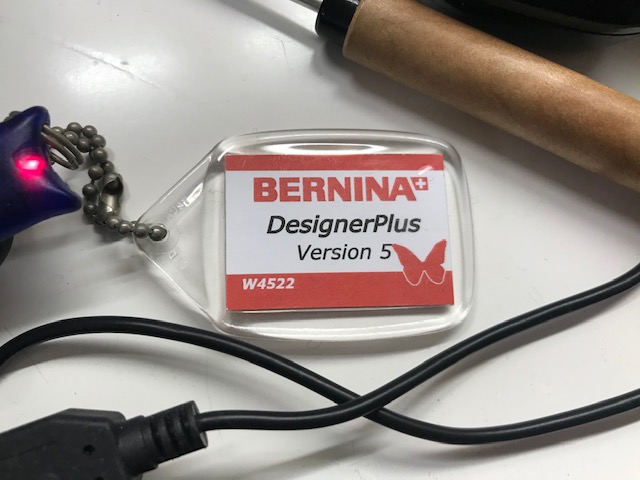 BERNINA
DesignerPlus
Version 5
W4522